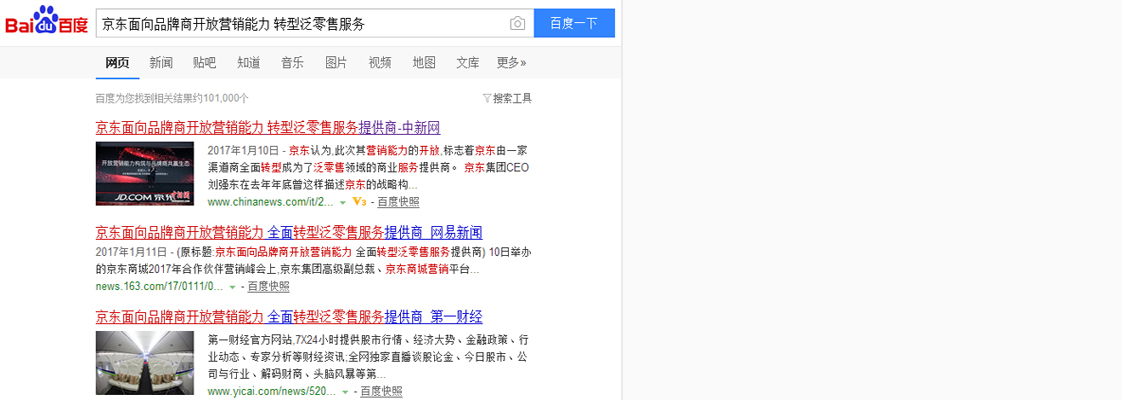 Bai du 百度
京东面向品牌商开放营销能力 转型泛零售服务
百度一下
网页 新闻 贴吧 知道 音乐 图片 视频 地图 文库 更多»
百度为您找到相关结果约101,000个 搜索工具
京东面向品牌商开放营销能力 转型泛零售服务提供商-中新网
2017年1月10日 - 京东认为,此次其营销能力的开放,标志着京东由一家
渠道商全面转型成为了泛零售领域的商业服务提供商。 京东集团CEO
刘强东在去年年底曾这样描述京东的战略构...
开放营销能力构筑与品牌商共赢生态
JD.COM 京东
www.chinanews.com/it/2... V3 - 百度快照
京东面向品牌商开放营销能力 全面转型泛零售服务提供商_网易新闻
2017年1月11日 - (原标题:京东面向品牌商开放营销能力 全面转型泛零售服务提供商) 10日举办
的京东商城2017年合作伙伴营销峰会上,京东集团高级副总裁、京东商城营销平台...
news.163.com/17/0111/0... - 百度快照
京东面向品牌商开放营销能力 全面转型泛零售服务提供商_第一财经
第一财经官方网站,7X24小时提供股市行情、经济大势、金融政策、行
业动态、专家分析等财经资讯;全网独家直播谈股论金、今日股市、公
司与行业、解码财商、头脑风暴等第...
www.yicai.com/news/520... - 百度快照